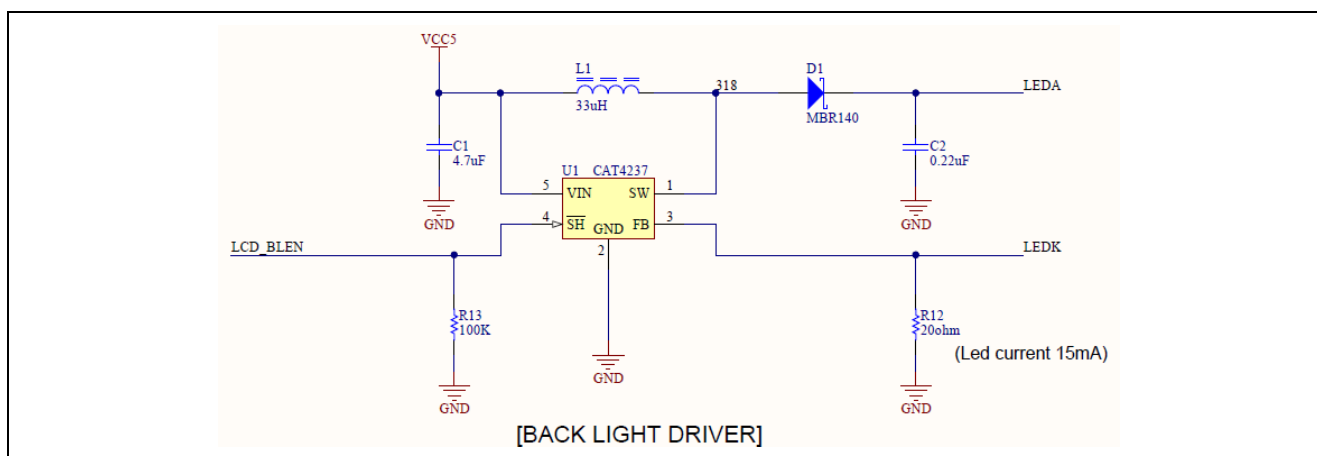 VCC5
L1
33uH
318
D1
MBR140
LEDA
C1
4.7uF
C2
0.22uF
GND
GND
U1 CAT4237
5 VIN SW 1
4 SH GND FB 3
2
LCD_BLEN
LEDK
R13
100K
R12
20ohm
(Led current 15mA)
GND
GND
GND
[BACK LIGHT DRIVER]